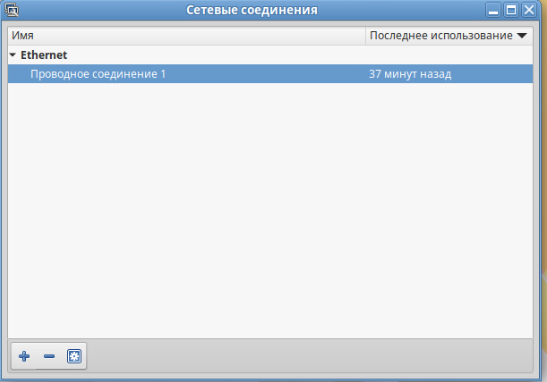 Сетевые соединения
Имя Последнее использование
Ethernet
Проводное соединение 1 37 минут назад